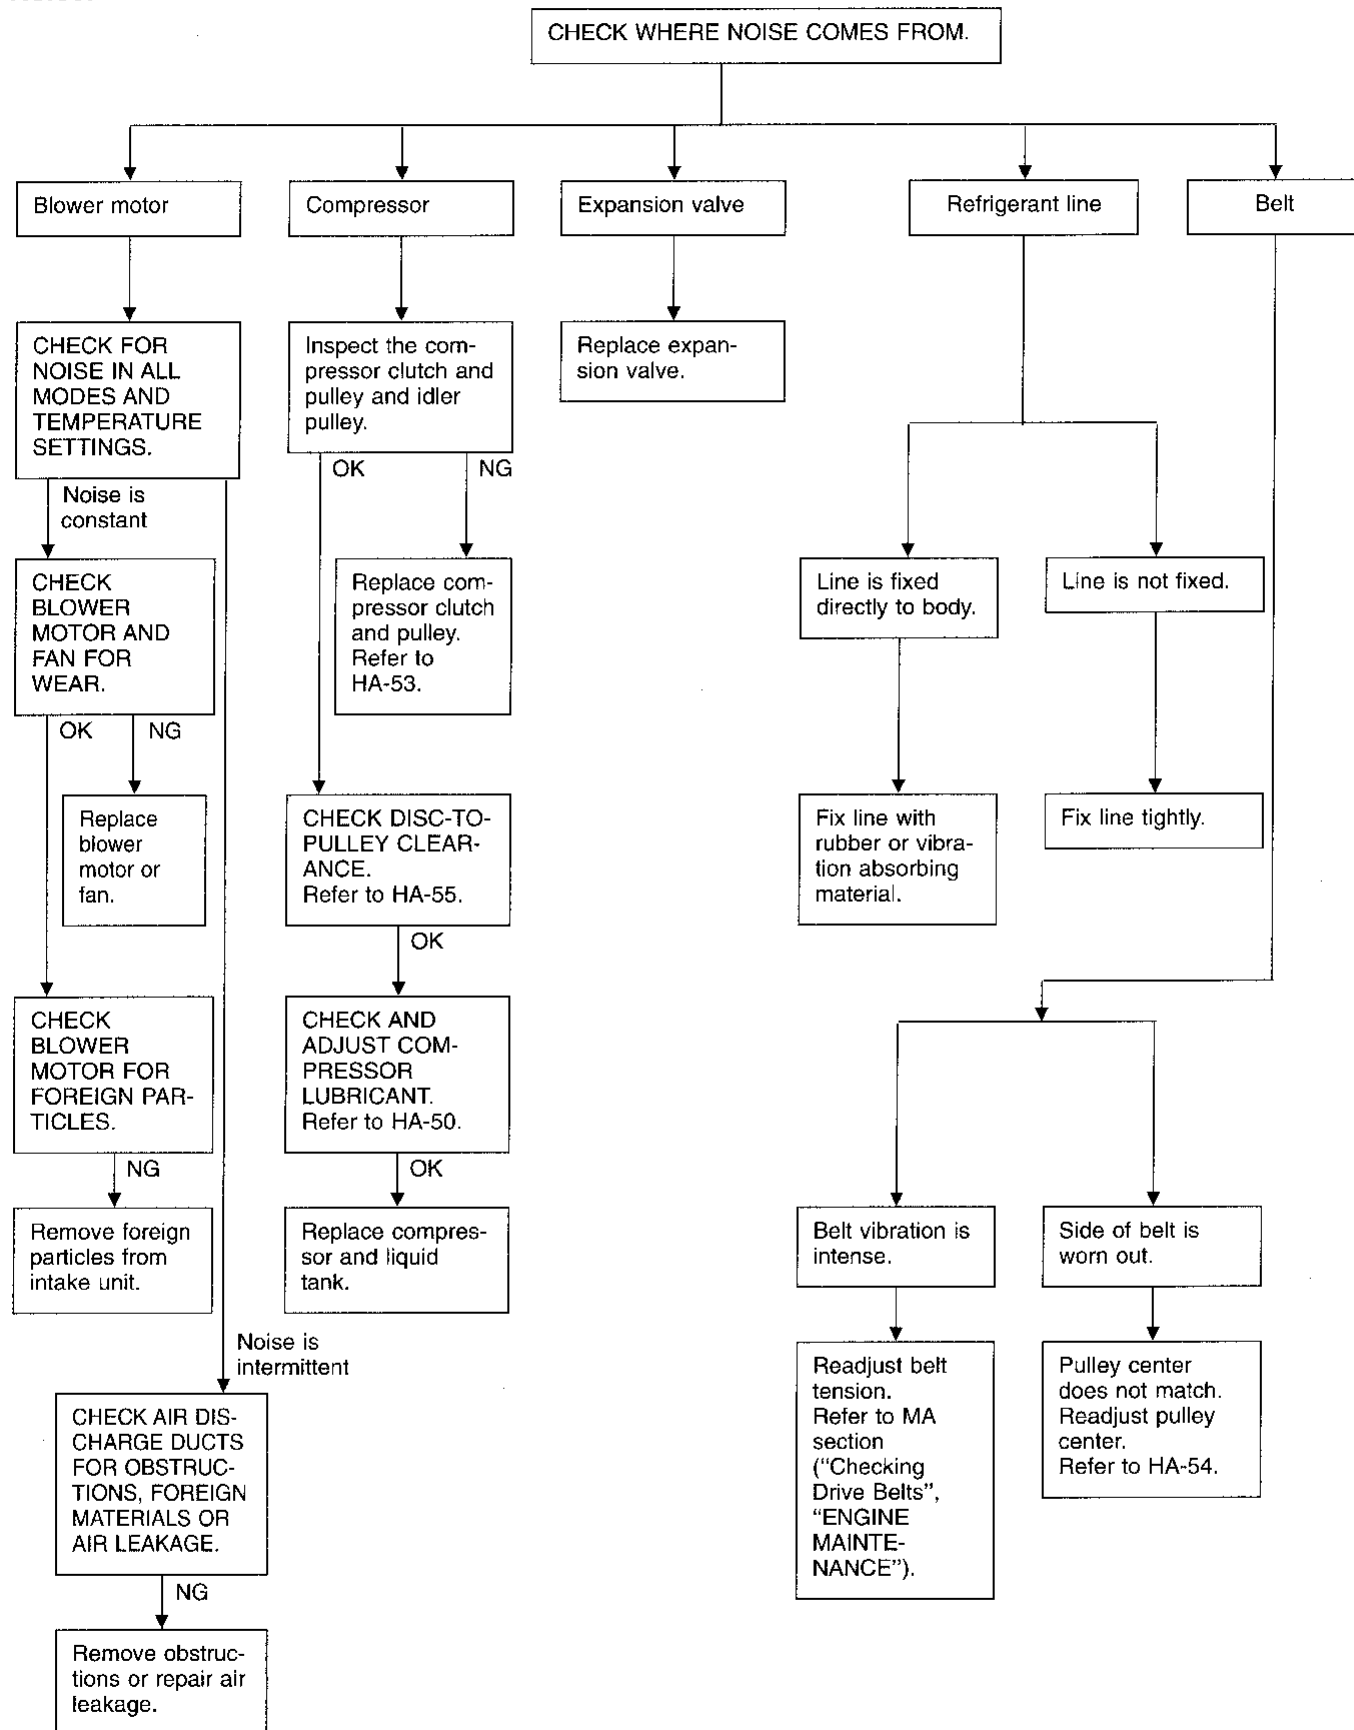 CHECK WHERE NOISE COMES FROM.
Blower motor
Compressor
Expansion valve
Refrigerant line
Belt
CHECK FOR
NOISE IN ALL
MODES AND
TEMPERATURE
SETTINGS.
Inspect the com-
pressor clutch and
pulley and idler
pulley.
Replace expan-
sion valve.
OK
NG
Noise is
constant
CHECK
BLOWER
MOTOR AND
FAN FOR
WEAR.
Replace com-
pressor clutch
and pulley.
Refer to
HA-53.
Line is fixed
directly to body.
Line is not fixed.
OK
NG
Replace
blower
motor or
fan.
CHECK DISC-TO-
PULLEY CLEAR-
ANCE.
Refer to HA-55.
Fix line with
rubber or vibra-
tion absorbing
material.
Fix line tightly.
OK
CHECK
BLOWER
MOTOR FOR
FOREIGN PAR-
TICLES.
CHECK AND
ADJUST COM-
PRESSOR
LUBRICANT.
Refer to HA-50.
NG
OK
Remove foreign
particles from
intake unit.
Replace compres-
sor and liquid
tank.
Belt vibration is
intense.
Side of belt is
worn out.
Noise is
intermittent
Readjust belt
tension.
Refer to MA
section
(“Checking
Drive Belts”,
“ENGINE
MAINTE-
NANCE”).
Pulley center
does not match.
Readjust pulley
center.
Refer to HA-54.
CHECK AIR DIS-
CHARGE DUCTS
FOR OBSTRUC-
TIONS, FOREIGN
MATERIALS OR
AIR LEAKAGE.
NG
Remove obstruc-
tions or repair air
leakage.